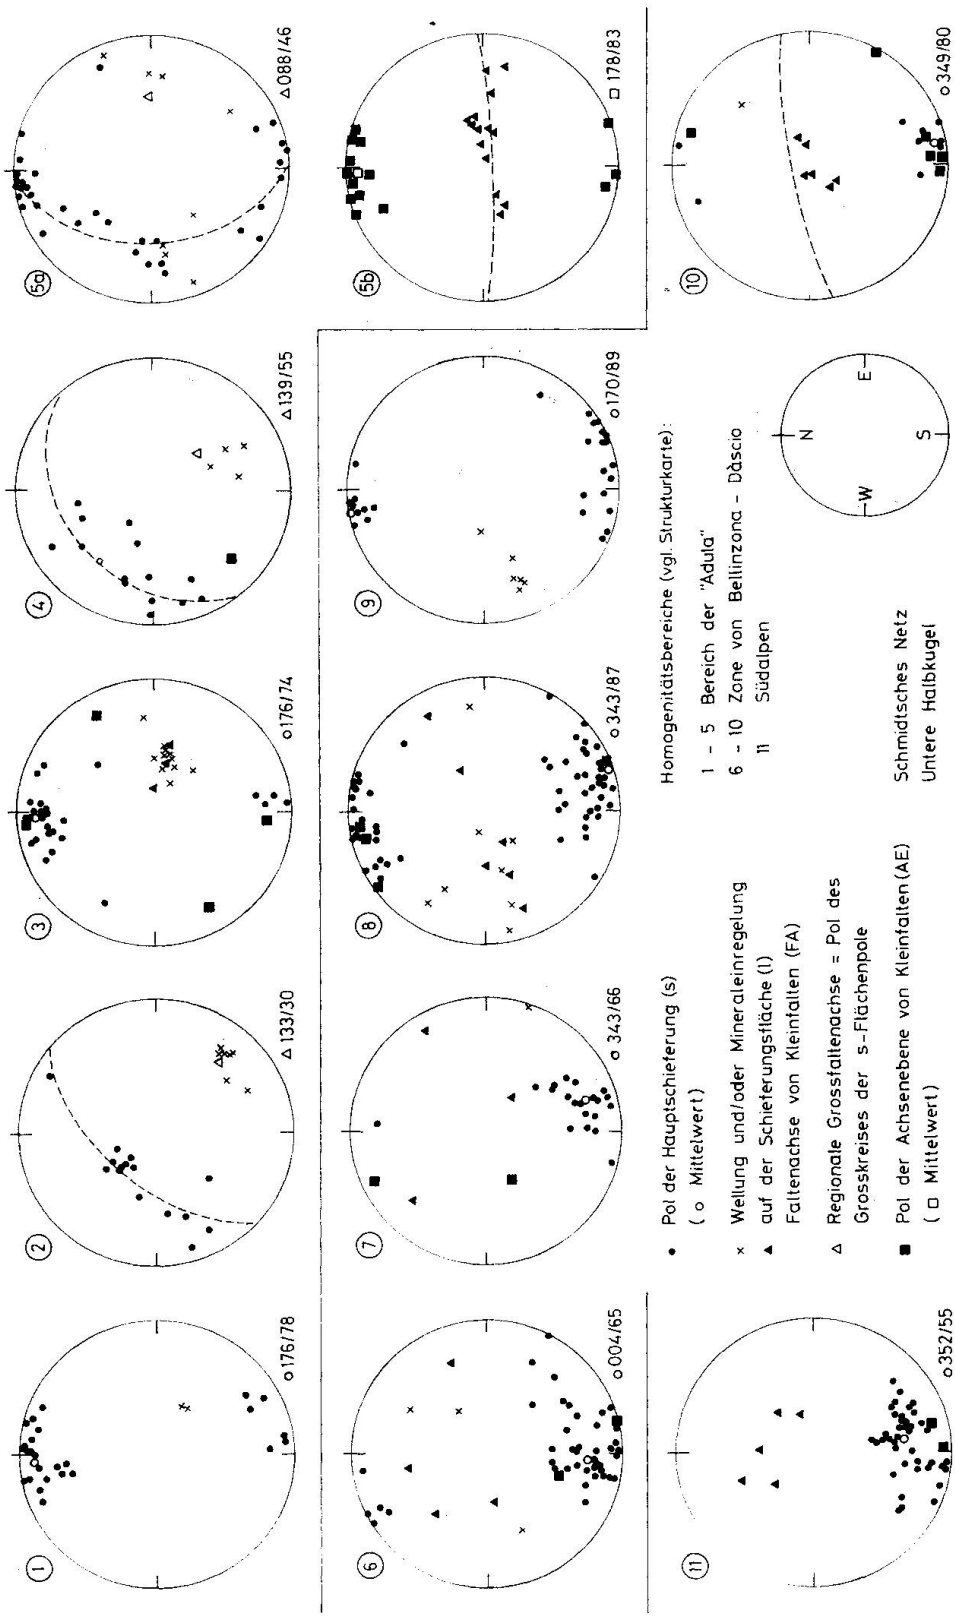 ①
○176/78
②
△133/30
③
○176/74
④
△139/55
⑤a
△088/46
⑥
○004/65
⑦
○343/66
⑧
○343/87
⑨
○170/89
⑤b
□178/83
⑪
○352/55
⑩
○349/80
● Pol der Hauptschieferung (s)
(○ Mittelwert)
× Wellung und/oder Mineraleinregelung
auf der Schieferungsfläche (l)
▲ Faltenachse von Kleinfalten (FA)
△ Regionale Grossfaltenachse = Pol des
Grosskreises der s-Flächenpole
■ Pol der Achsenebene von Kleinfalten (AE)
(□ Mittelwert)
Homogenitätsbereiche (vgl. Strukturkarte):
1 - 5 Bereich der "Adula"
6 - 10 Zone von Bellinzona - Dàscio
11 Südalpen
Schmidtsches Netz
Untere Halbkugel
N
W
E
S